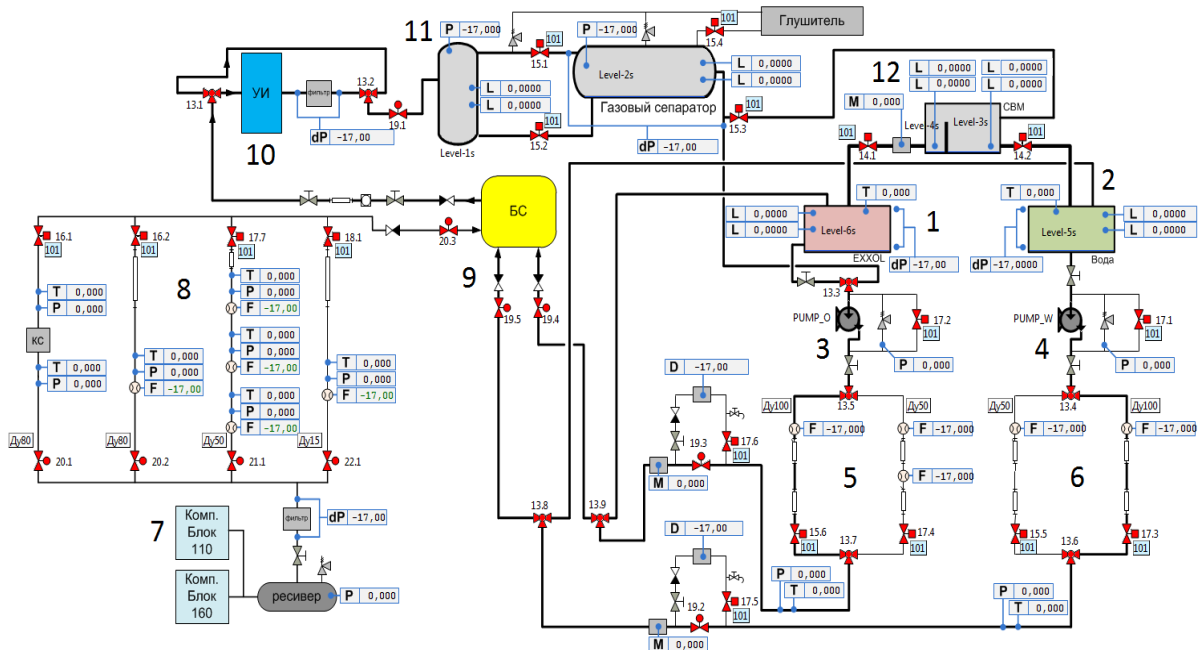 11
P -17,000
101
15.1
P -17,000
101
15.4
Глушитель
13.1
УИ
фильтр
13.2
dP -17,00
10
19.1
L 0,0000
L 0,0000
Level-1s
101
15.2
Level-2s
L 0,0000
L 0,0000
Газовый сепаратор
dP -17,00
101
15.3
12
L 0,0000
L 0,0000
L 0,0000
L 0,0000
M 0,000
СВМ
Level-4s
Level-3s
101
14.1
101
14.2
2
БС
20.3
9
19.5
19.4
T 0,000
L 0,0000
L 0,0000
Level-6s
1
EXXOL
dP -17,00
T 0,000
Level-5s
L 0,0000
L 0,0000
dP -17,0000
Вода
13.3
PUMP_O
3
17.2
101
P 0,000
PUMP_W
4
17.1
101
P 0,000
16.1
101
16.2
101
17.7
101
18.1
101
8
T 0,000
P 0,000
КС
T 0,000
P 0,000
T 0,000
P 0,000
F -17,00
T 0,000
P 0,000
F -17,00
T 0,000
P 0,000
F -17,00
T 0,000
P 0,000
F -17,00
T 0,000
P 0,000
F -17,00
Ду80
Ду80
Ду50
Ду15
20.1
20.2
21.1
22.1
7
Комп.
Блок
110
Комп.
Блок
160
фильтр
dP -17,00
ресивер
P 0,000
13.8
13.9
D -17,00
19.3
17.6
101
M 0,000
D -17,00
19.2
17.5
101
M 0,000
Ду100
13.5
Ду50
F -17,000
F -17,000
F -17,000
5
15.6
101
13.7
17.4
101
P 0,000
T 0,000
Ду50
13.4
Ду100
F -17,000
F -17,000
6
15.5
101
13.6
17.3
101
P 0,000
T 0,000